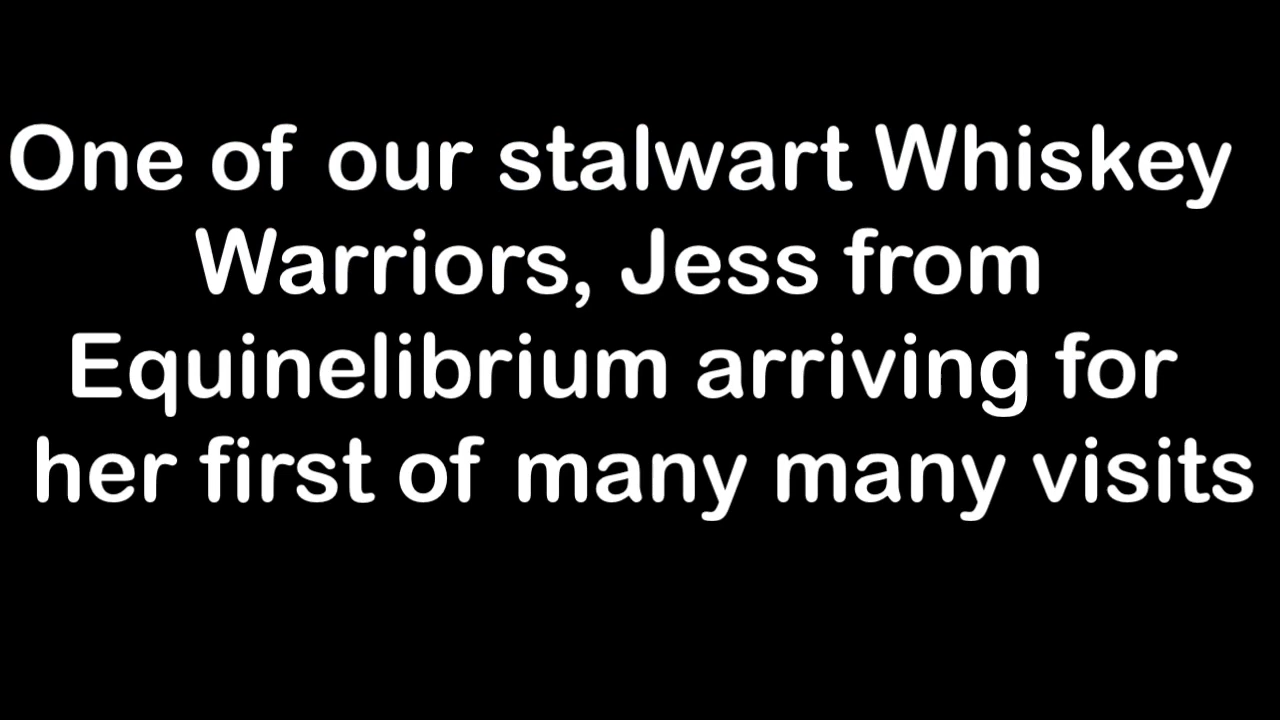 One of our stalwart Whiskey
Warriors, Jess from
Equinelibrium arriving for
her first of many many visits